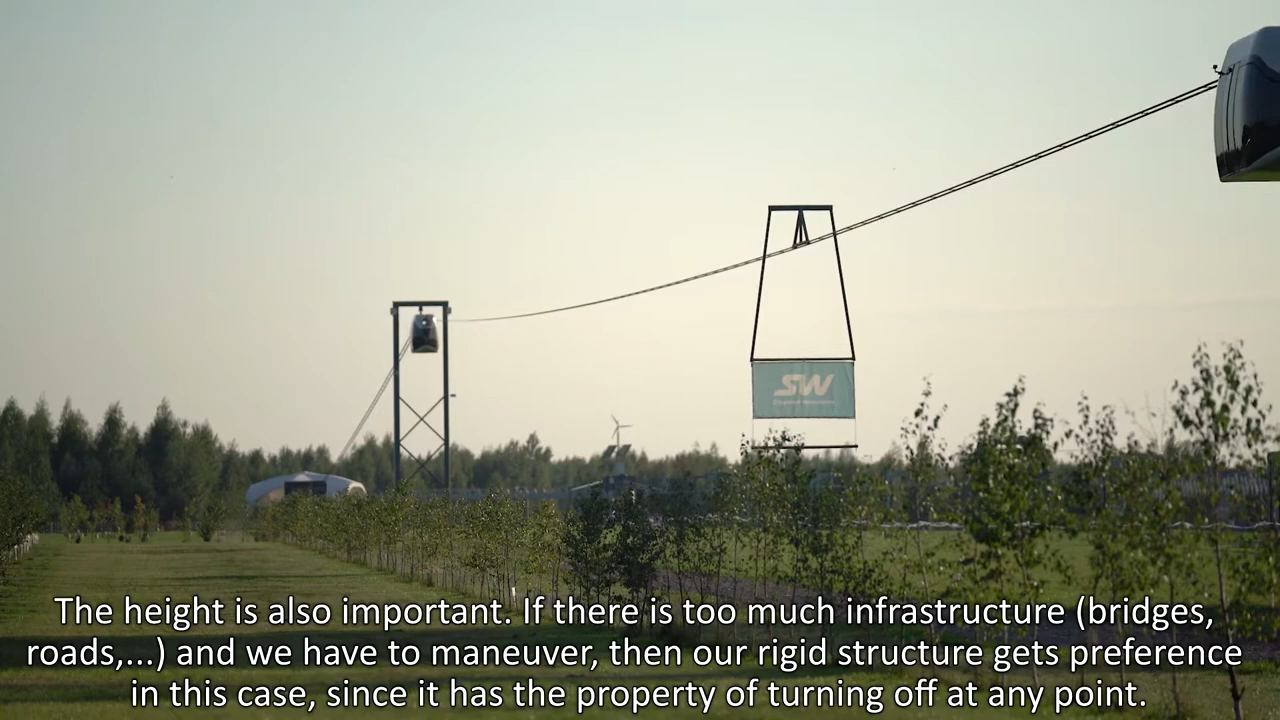 SW
The height is also important. If there is too much infrastructure (bridges,
roads,...) and we have to maneuver, then our rigid structure gets preference
in this case, since it has the property of turning off at any point.